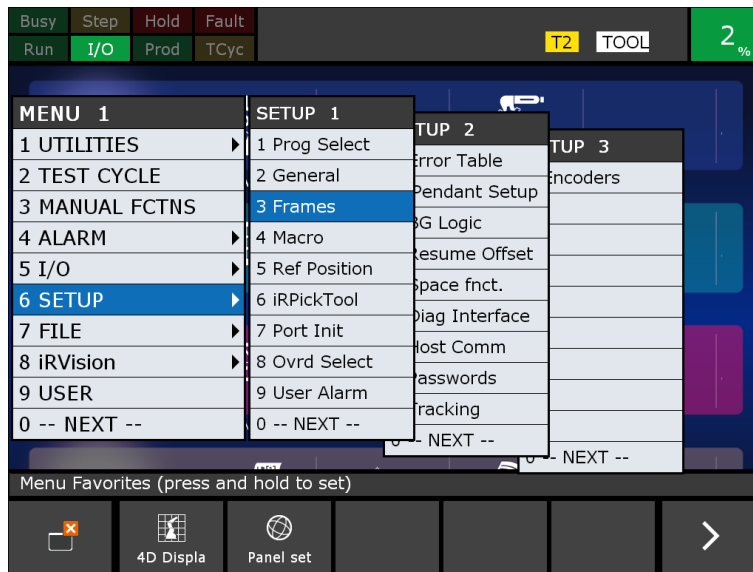 Busy Step Hold Fault
Run I/O Prod TCyc
T2 TOOL
2%
MENU 1
1 UTILITIES
2 TEST CYCLE
3 MANUAL FCTNS
4 ALARM
5 I/O
6 SETUP
7 FILE
8 iRVision
9 USER
0 -- NEXT --
SETUP 1
1 Prog Select
2 General
3 Frames
4 Macro
5 Ref Position
6 iRPickTool
7 Port Init
8 Ovrd Select
9 User Alarm
0 -- NEXT --
TUP 2
Error Table
Pendant Setup
BG Logic
Resume Offset
Space fnct.
Diag Interface
Host Comm
Passwords
Tracking
0 -- NEXT --
TUP 3
Encoders
0 -- NEXT --
Menu Favorites (press and hold to set)
4D Displa
Panel set